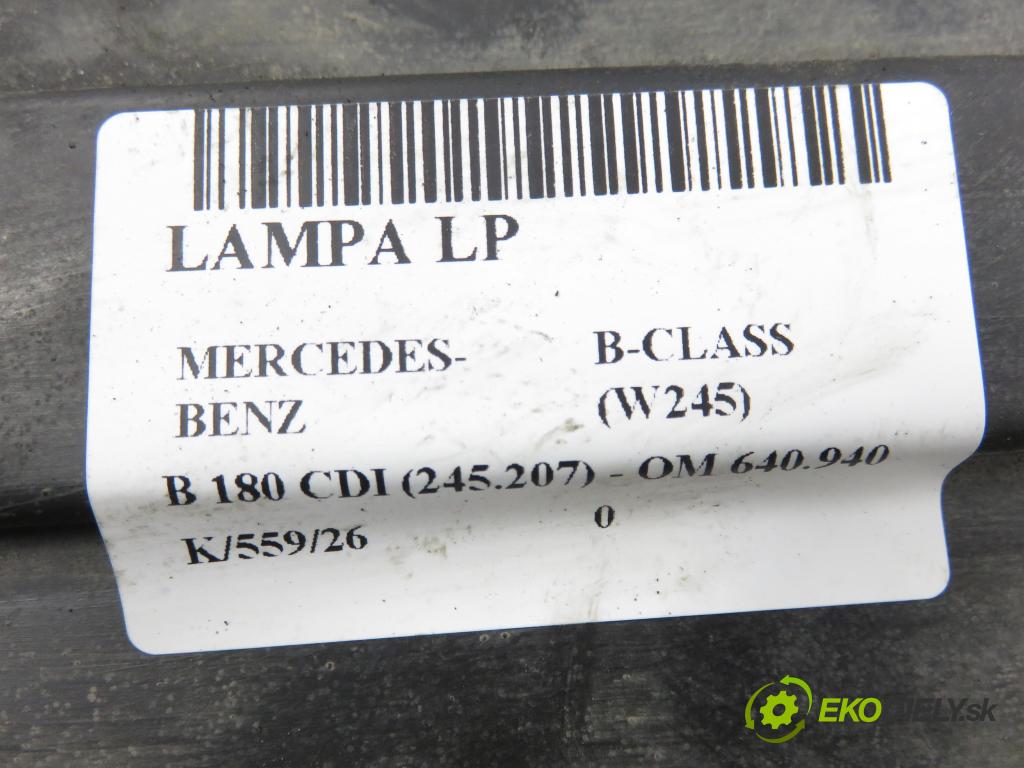 LAMPA LP
MERCEDES-
BENZ
B-CLASS
(W245)
B 180 CDI (245.207) - OM 640.940
K/559/26
0
EKODIELY.sk